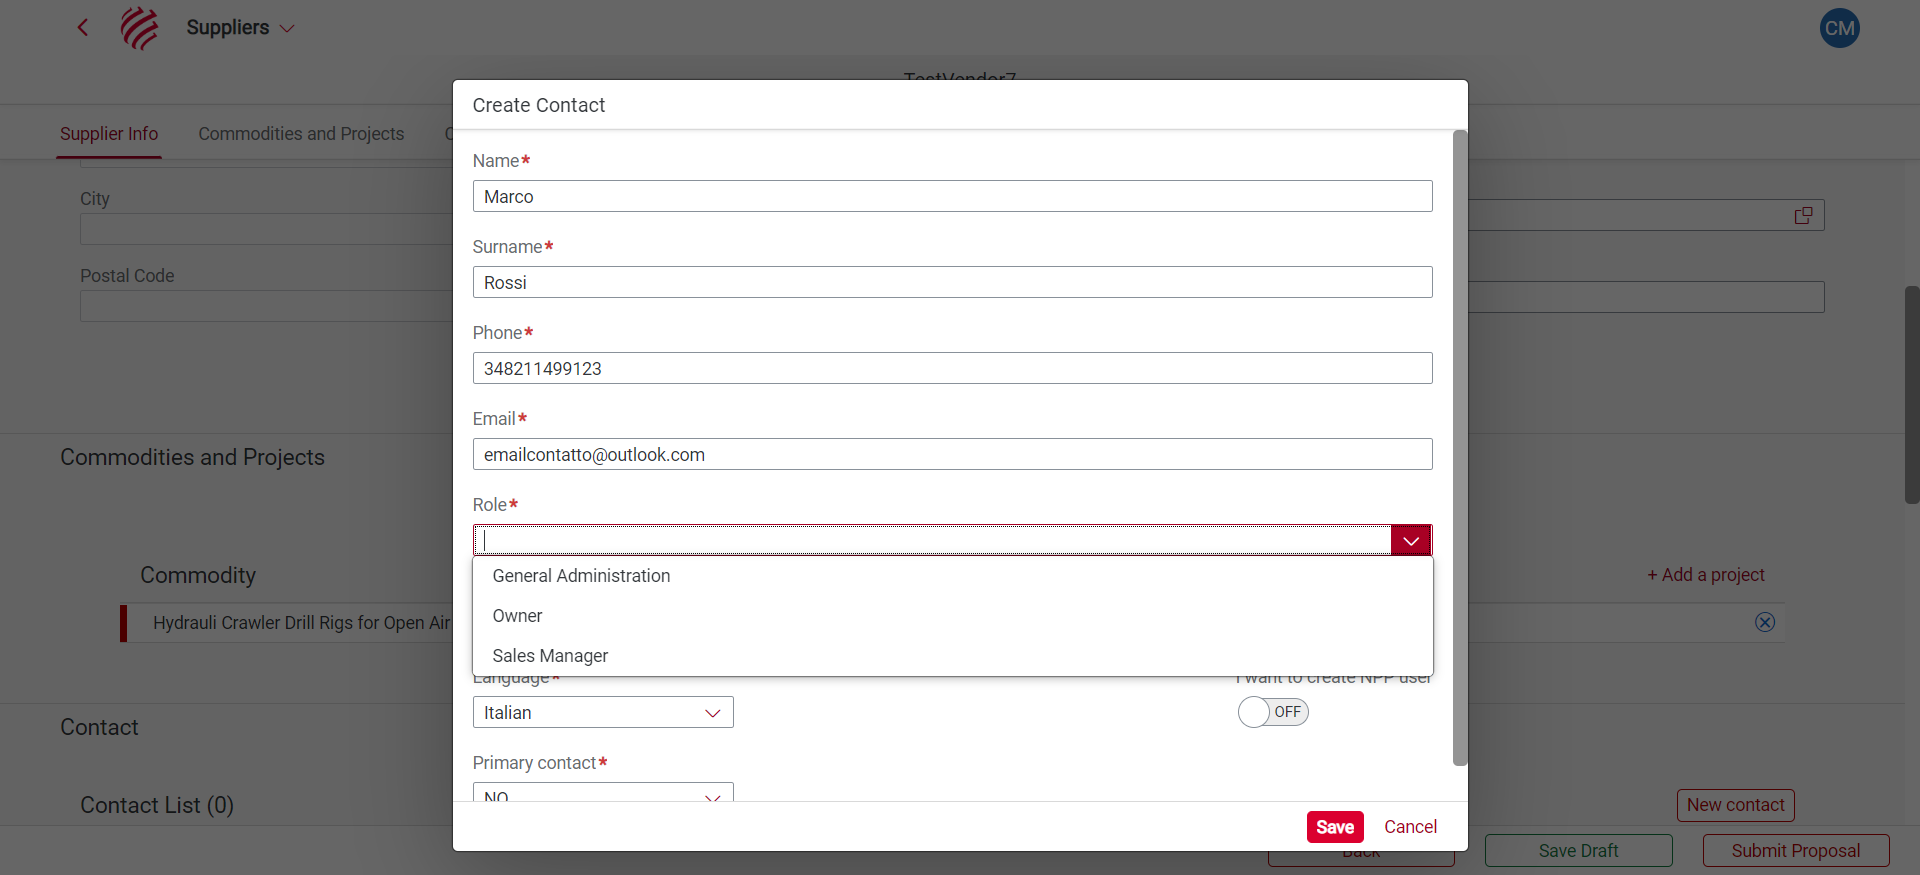 Suppliers
CM
TestVendor7
Create Contact
Supplier Info
Commodities and Projects
Name*
Marco
City
Surname*
Rossi
Postal Code
Phone*
348211499123
Email*
emailcontatto@outlook.com
Commodities and Projects
Role*
General Administration
Commodity
+ Add a project
Owner
Hydrauli Crawler Drill Rigs for Open Air
Sales Manager
Language*
I want to create NPP user
Italian
OFF
Contact
Primary contact*
NO
Contact List (0)
New contact
Save
Cancel
Back
Save Draft
Submit Proposal